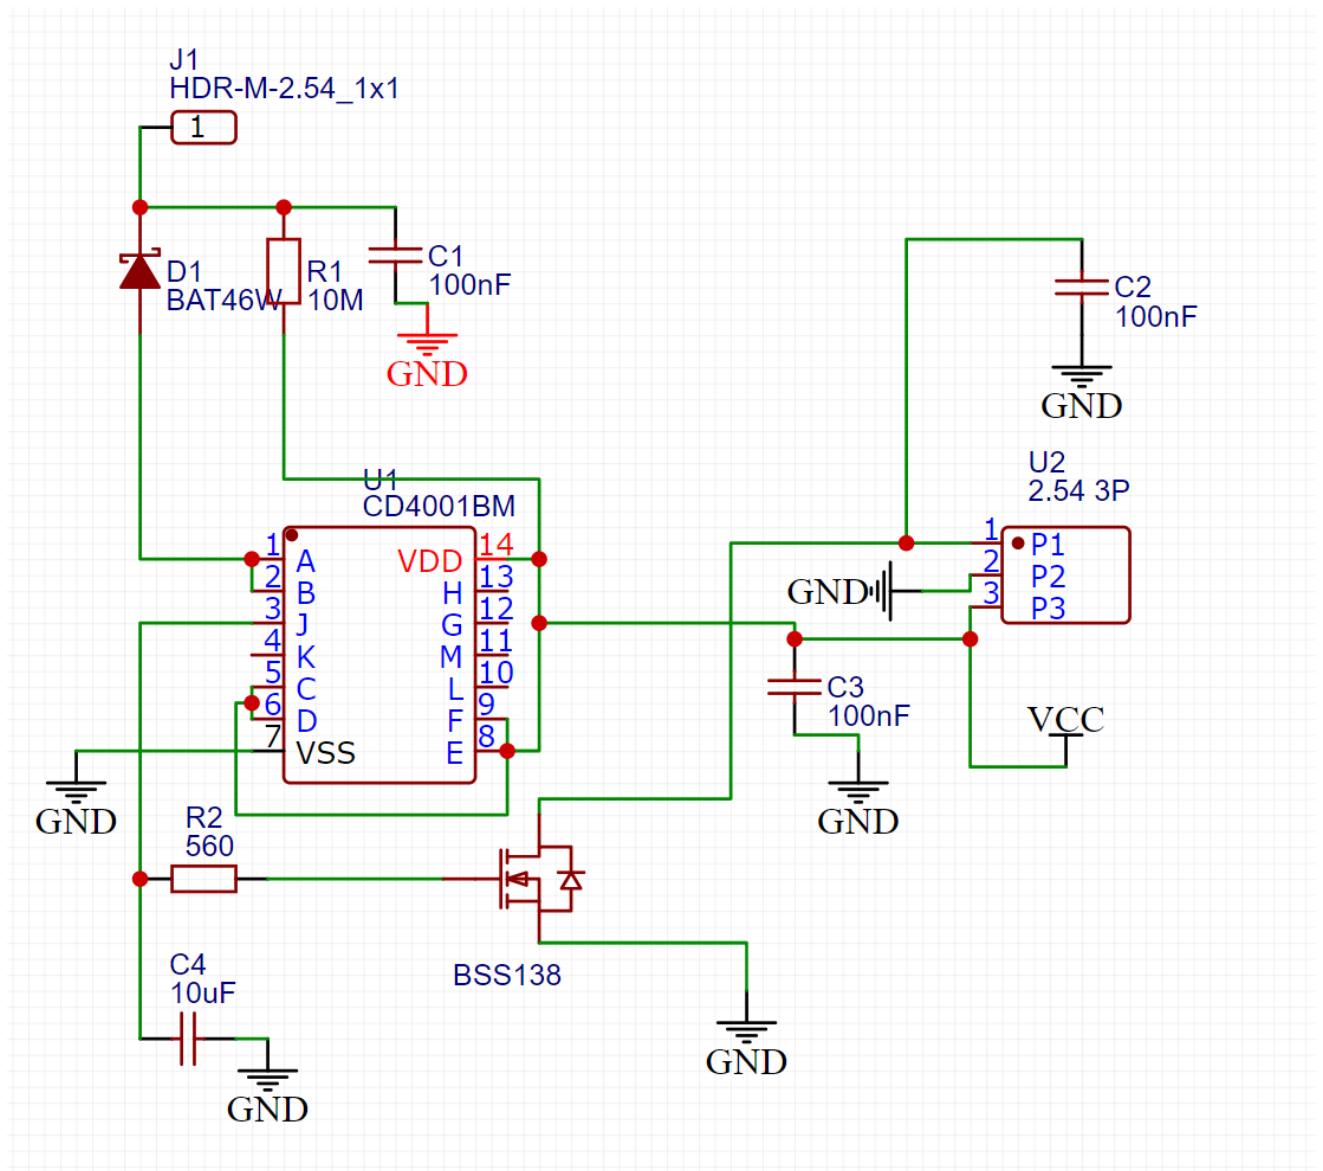 J1
HDR-M-2.54_1x1
1
D1
BAT46W
R1
10M
C1
100nF
GND
C2
100nF
GND
U1
CD4001BM
1
A
2
B
3
J
4
K
5
C
6
D
7
VSS
14
VDD
13
H
12
G
11
M
10
L
9
F
8
E
GND
U2
2.54 3P
1
P1
2
P2
3
P3
GND
C3
100nF
GND
VCC
R2
560
BSS138
GND
C4
10uF
GND